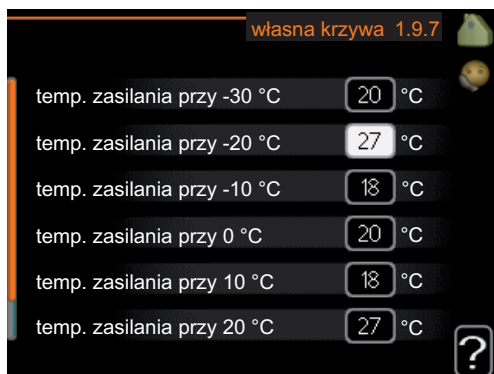 własna krzywa 1.9.7
temp. zasilania przy -30 °C 20 °C
temp. zasilania przy -20 °C 27 °C
temp. zasilania przy -10 °C 18 °C
temp. zasilania przy 0 °C 20 °C
temp. zasilania przy 10 °C 18 °C
temp. zasilania przy 20 °C 27 °C
?